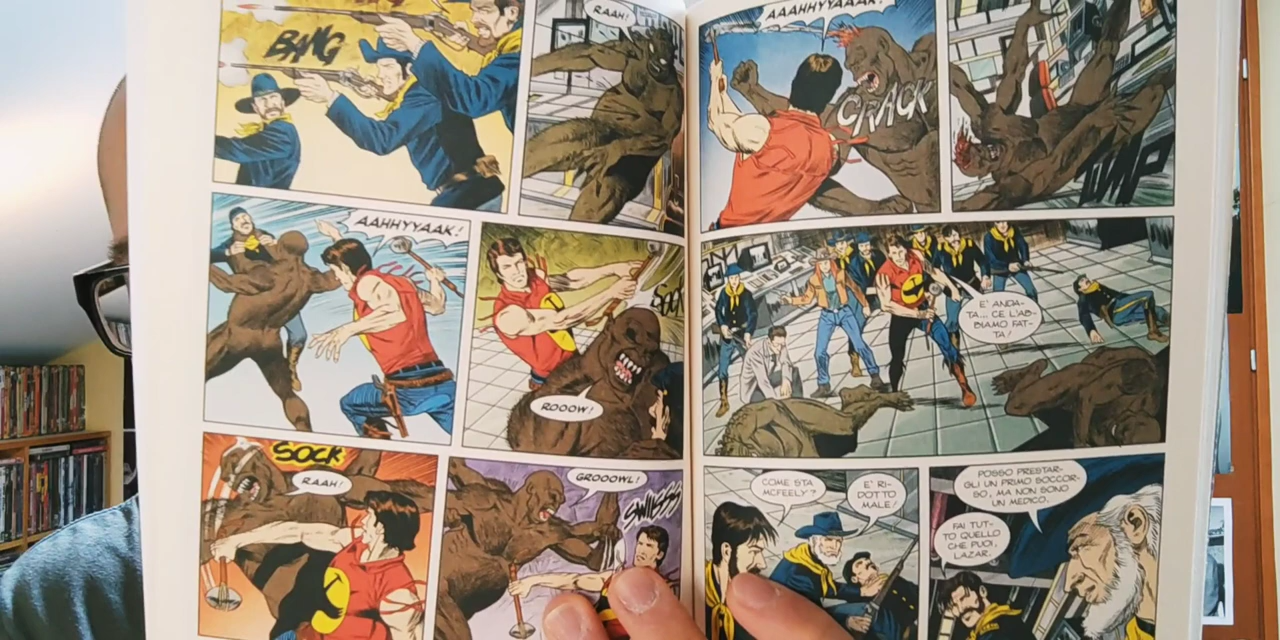 BANG
RAAH!
AAHHYYAAK!
SOCK
ROOOW!
SOCK
RAAH!
GROOOWL!
SWISSS
AAAHHYYAAAK!
CRACK
E' ANDA-
TA... CE L'AB-
BIAMO FAT-
TA!
COME STA
MCFEELY?
E' RI-
DOTTO
MALE!
POSSO PRESTAR-
GLI UN PRIMO SOCCOR-
SO, MA NON SONO
UN MEDICO.
FAI TUT-
TO QUELLO
CHE PUOI,
LAZAR.